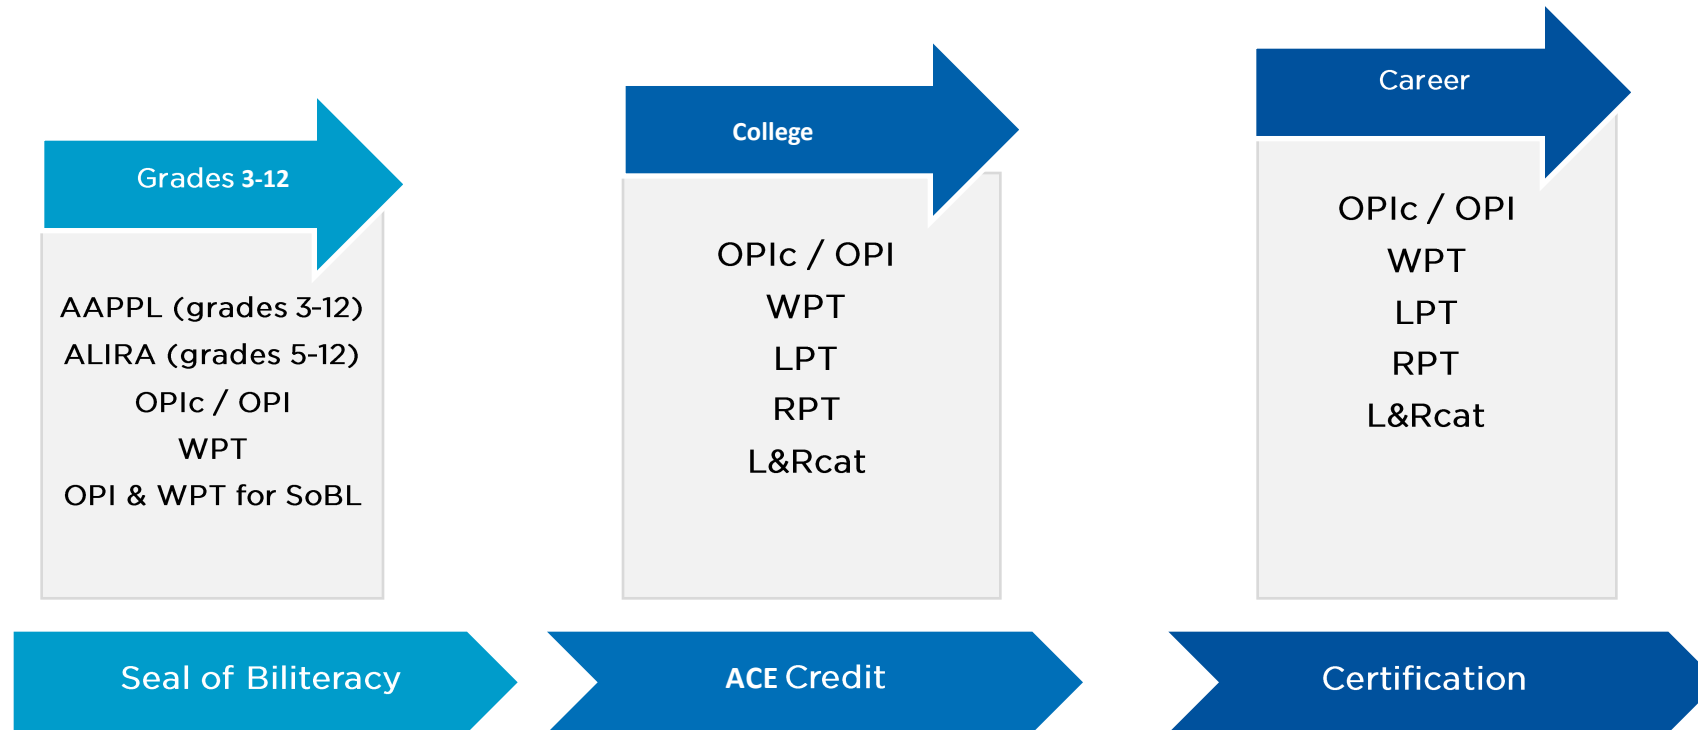 Grades 3-12
AAPPL (grades 3-12)
ALIRA (grades 5-12)
OPIc / OPI
WPT
OPI & WPT for SoBL
Seal of Biliteracy
College
OPIc / OPI
WPT
LPT
RPT
L&Rcat
ACE Credit
Career
OPIc / OPI
WPT
LPT
RPT
L&Rcat
Certification